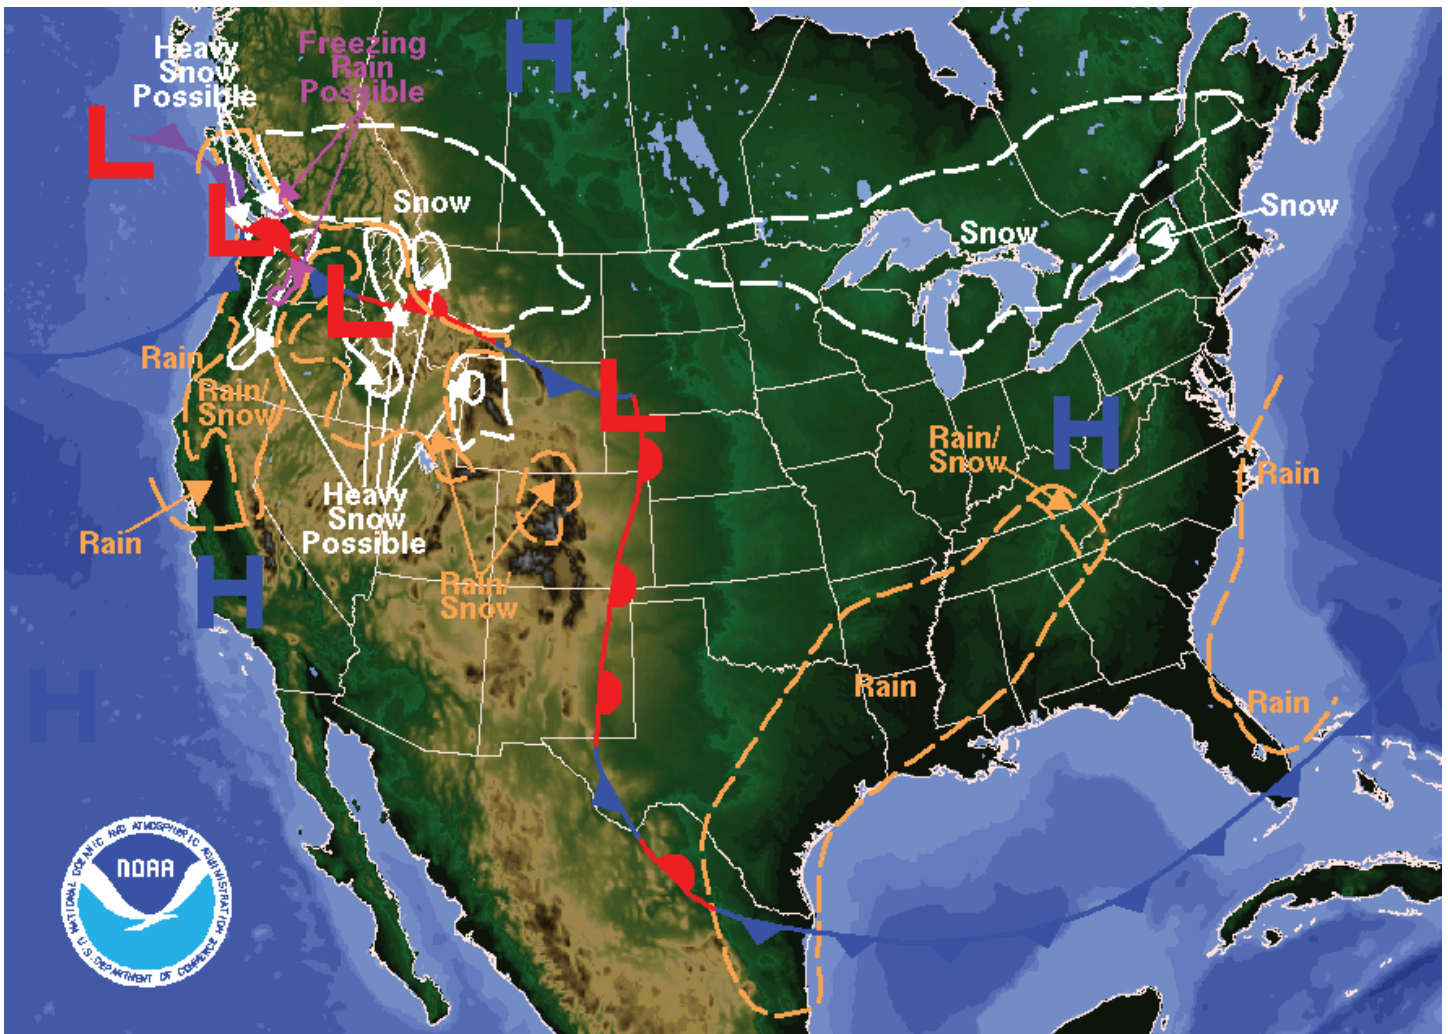 Heavy
Snow
Possible
Freezing
Rain
Possible
H
L
L
Snow
Snow
Snow
L
L
Rain
Rain/
Snow
H
Rain/
Snow
Rain
Heavy
Snow
Possible
Rain
H
Rain/
Snow
H
Rain
Rain
NATIONAL OCEANIC AND ATMOSPHERIC ADMINISTRATION
NOAA
U.S. DEPARTMENT OF COMMERCE